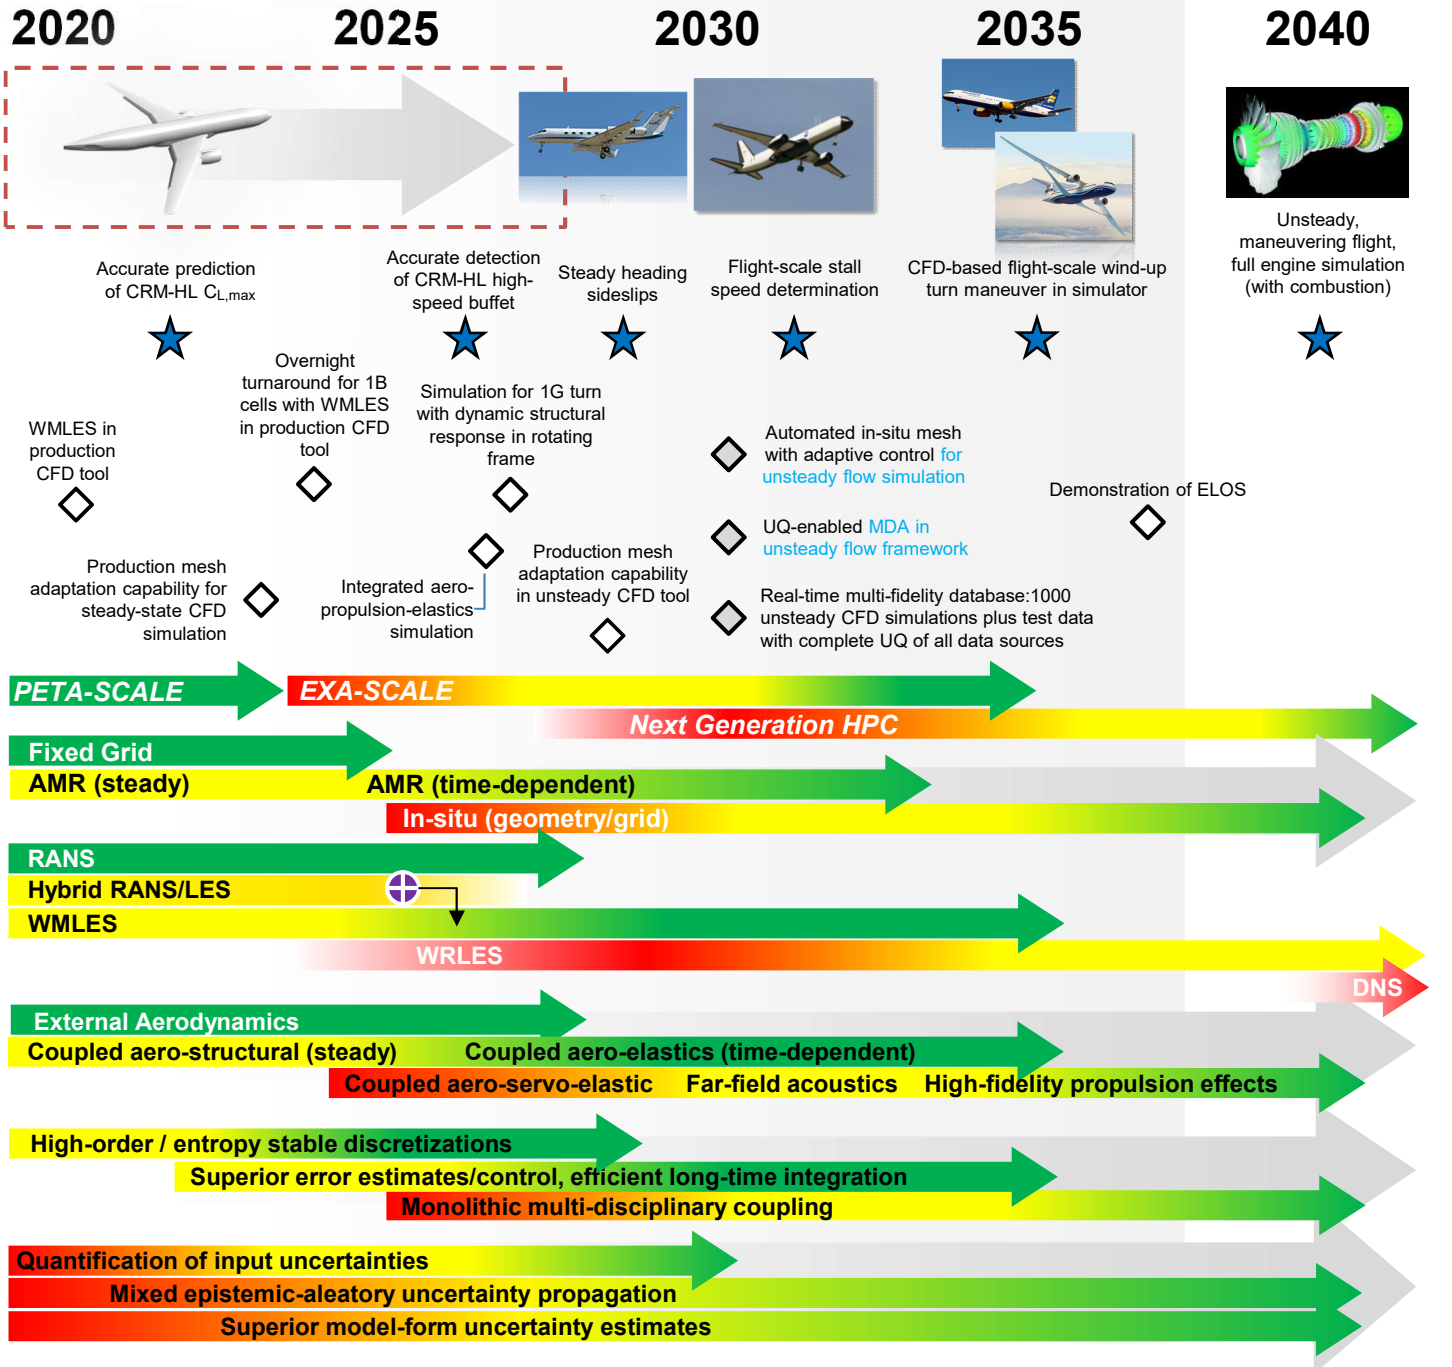 2020 2025 2030 2035 2040
Accurate prediction
of CRM-HL CL,max
Accurate detection
of CRM-HL high-
speed buffet
Steady heading
sideslips
Flight-scale stall
speed determination
CFD-based flight-scale wind-up
turn maneuver in simulator
Unsteady,
maneuvering flight,
full engine simulation
(with combustion)
WMLES in
production
CFD tool
Overnight
turnaround for 1B
cells with WMLES
in production CFD
tool
Simulation for 1G turn
with dynamic structural
response in rotating
frame
Automated in-situ mesh
with adaptive control for
unsteady flow simulation
Demonstration of ELOS
UQ-enabled MDA in
unsteady flow framework
Production mesh
adaptation capability for
steady-state CFD
simulation
Integrated aero-
propulsion-elastics
simulation
Production mesh
adaptation capability
in unsteady CFD tool
Real-time multi-fidelity database:1000
unsteady CFD simulations plus test data
with complete UQ of all data sources
PETA-SCALE
EXA-SCALE
Next Generation HPC
Fixed Grid
AMR (steady)
AMR (time-dependent)
In-situ (geometry/grid)
RANS
Hybrid RANS/LES
WMLES
WRLES
DNS
External Aerodynamics
Coupled aero-structural (steady)
Coupled aero-elastics (time-dependent)
Coupled aero-servo-elastic
Far-field acoustics
High-fidelity propulsion effects
High-order / entropy stable discretizations
Superior error estimates/control, efficient long-time integration
Monolithic multi-disciplinary coupling
Quantification of input uncertainties
Mixed epistemic-aleatory uncertainty propagation
Superior model-form uncertainty estimates